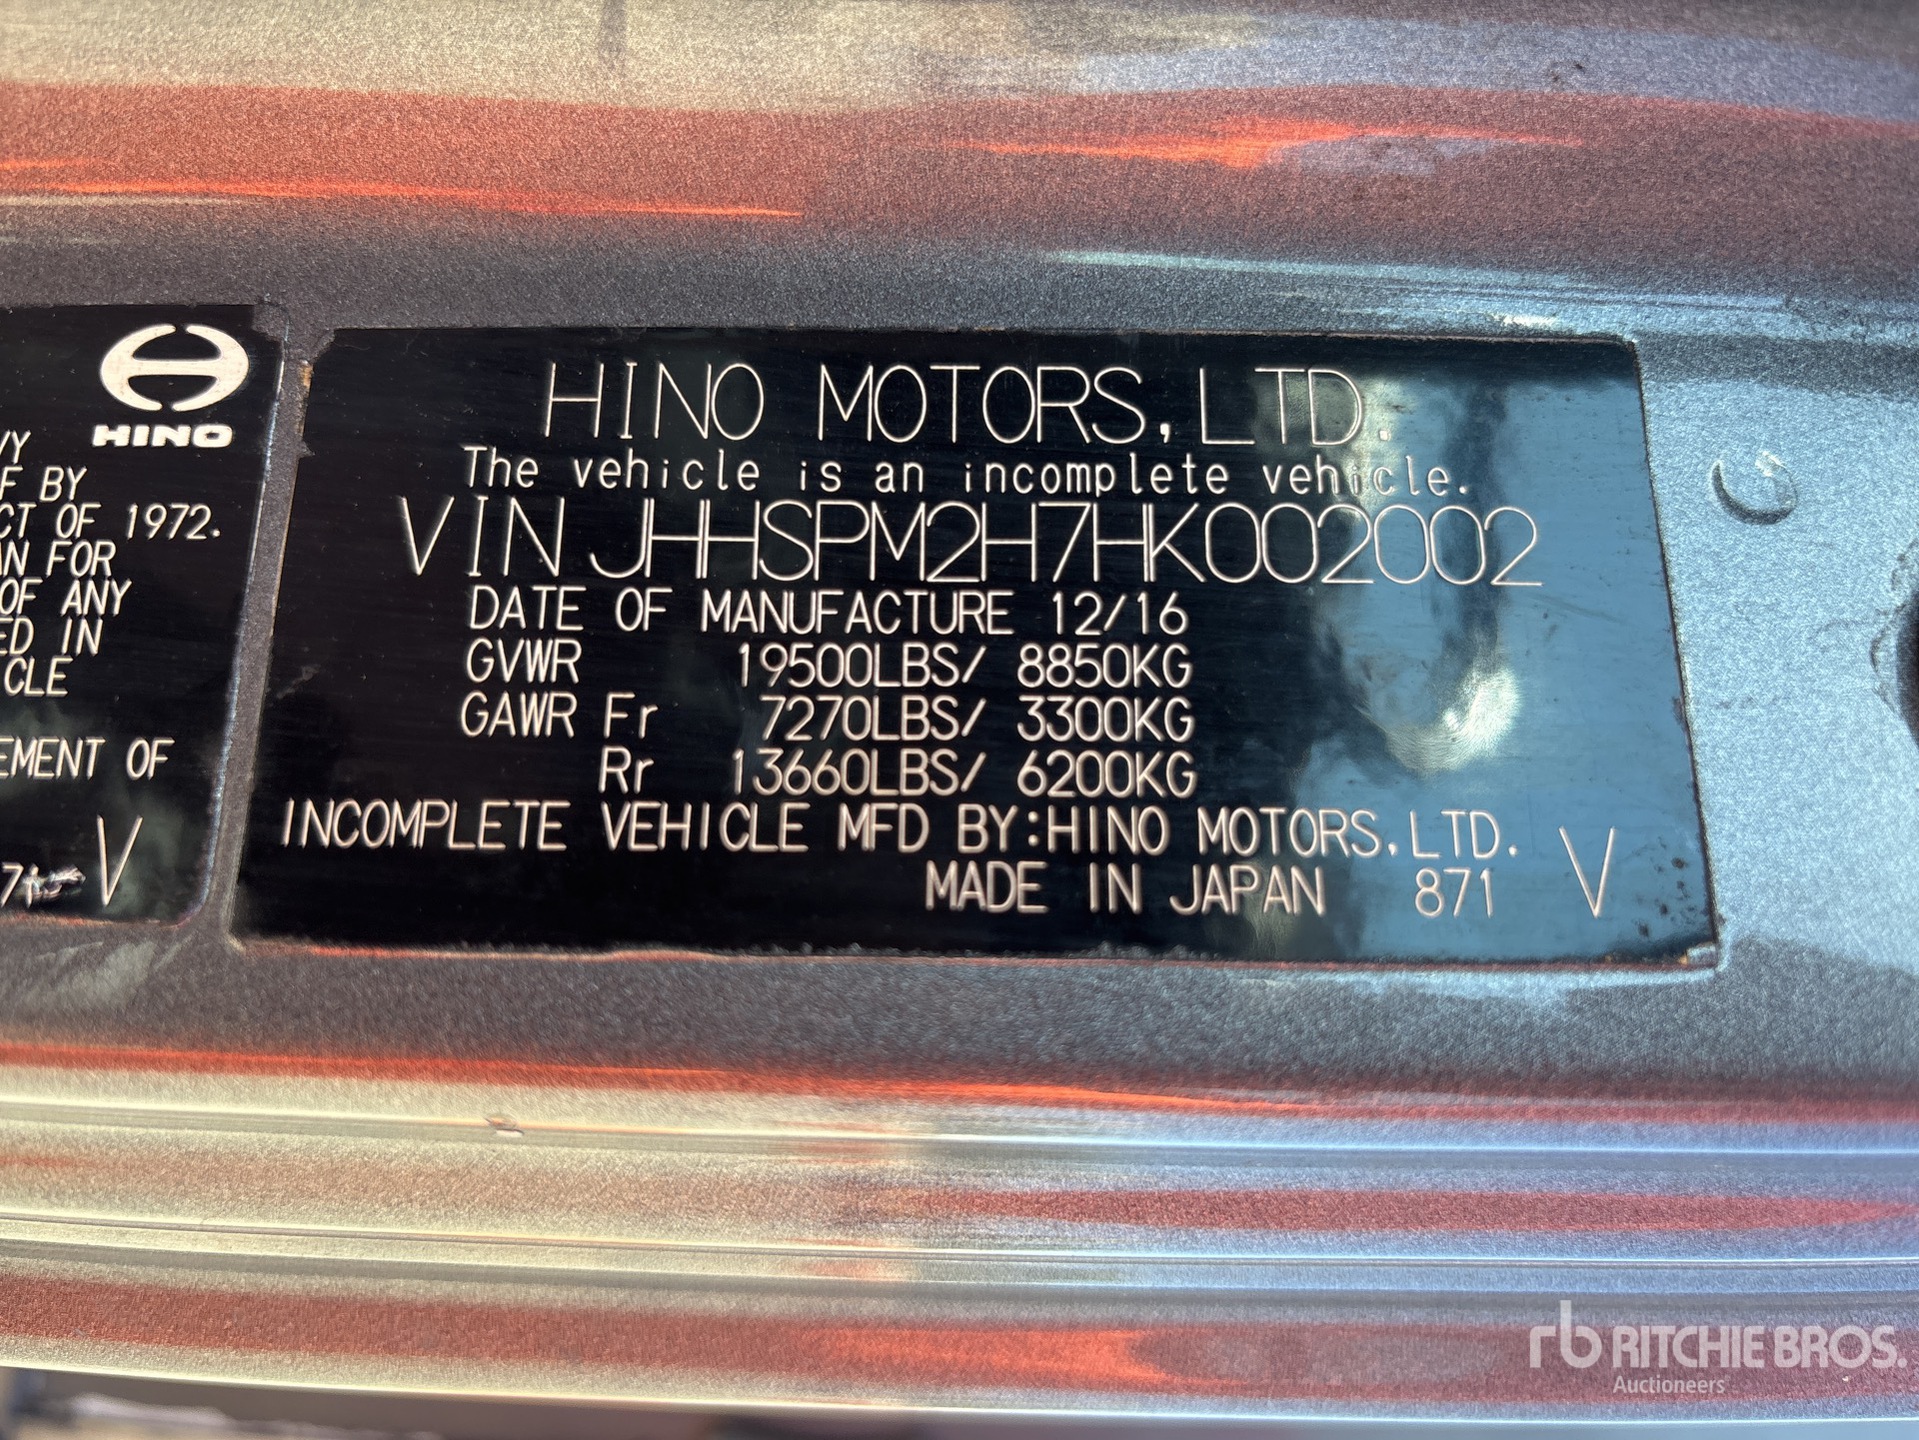 HINO
VY
F BY
CT OF 1972.
AN FOR
OF ANY
ED IN
CLE
EMENT OF
V
HINO MOTORS,LTD.
The vehicle is an incomplete vehicle.
VIN JHHSPM2H7HK002002
DATE OF MANUFACTURE 12/16
GVWR 19500LBS/ 8850KG
GAWR Fr 7270LBS/ 3300KG
Rr 13660LBS/ 6200KG
INCOMPLETE VEHICLE MFD BY:HINO MOTORS,LTD.
MADE IN JAPAN 871 V
rb RITCHIE BROS.
Auctioneers